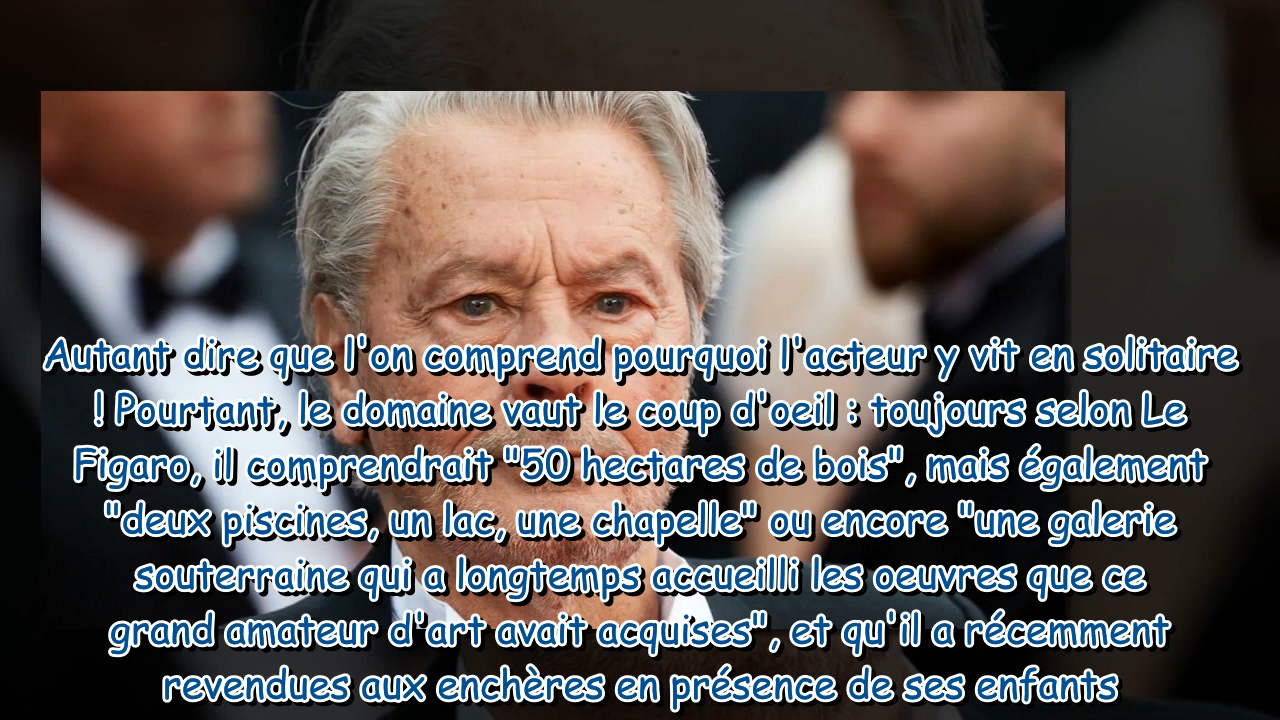 Autant dire que l'on comprend pourquoi l'acteur y vit en solitaire
! Pourtant, le domaine vaut le coup d'oeil : toujours selon Le
Figaro, il comprendrait "50 hectares de bois", mais également
"deux piscines, un lac, une chapelle" ou encore "une galerie
souterraine qui a longtemps accueilli les oeuvres que ce
grand amateur d'art avait acquises", et qu'il a récemment
revendues aux enchères en présence de ses enfants